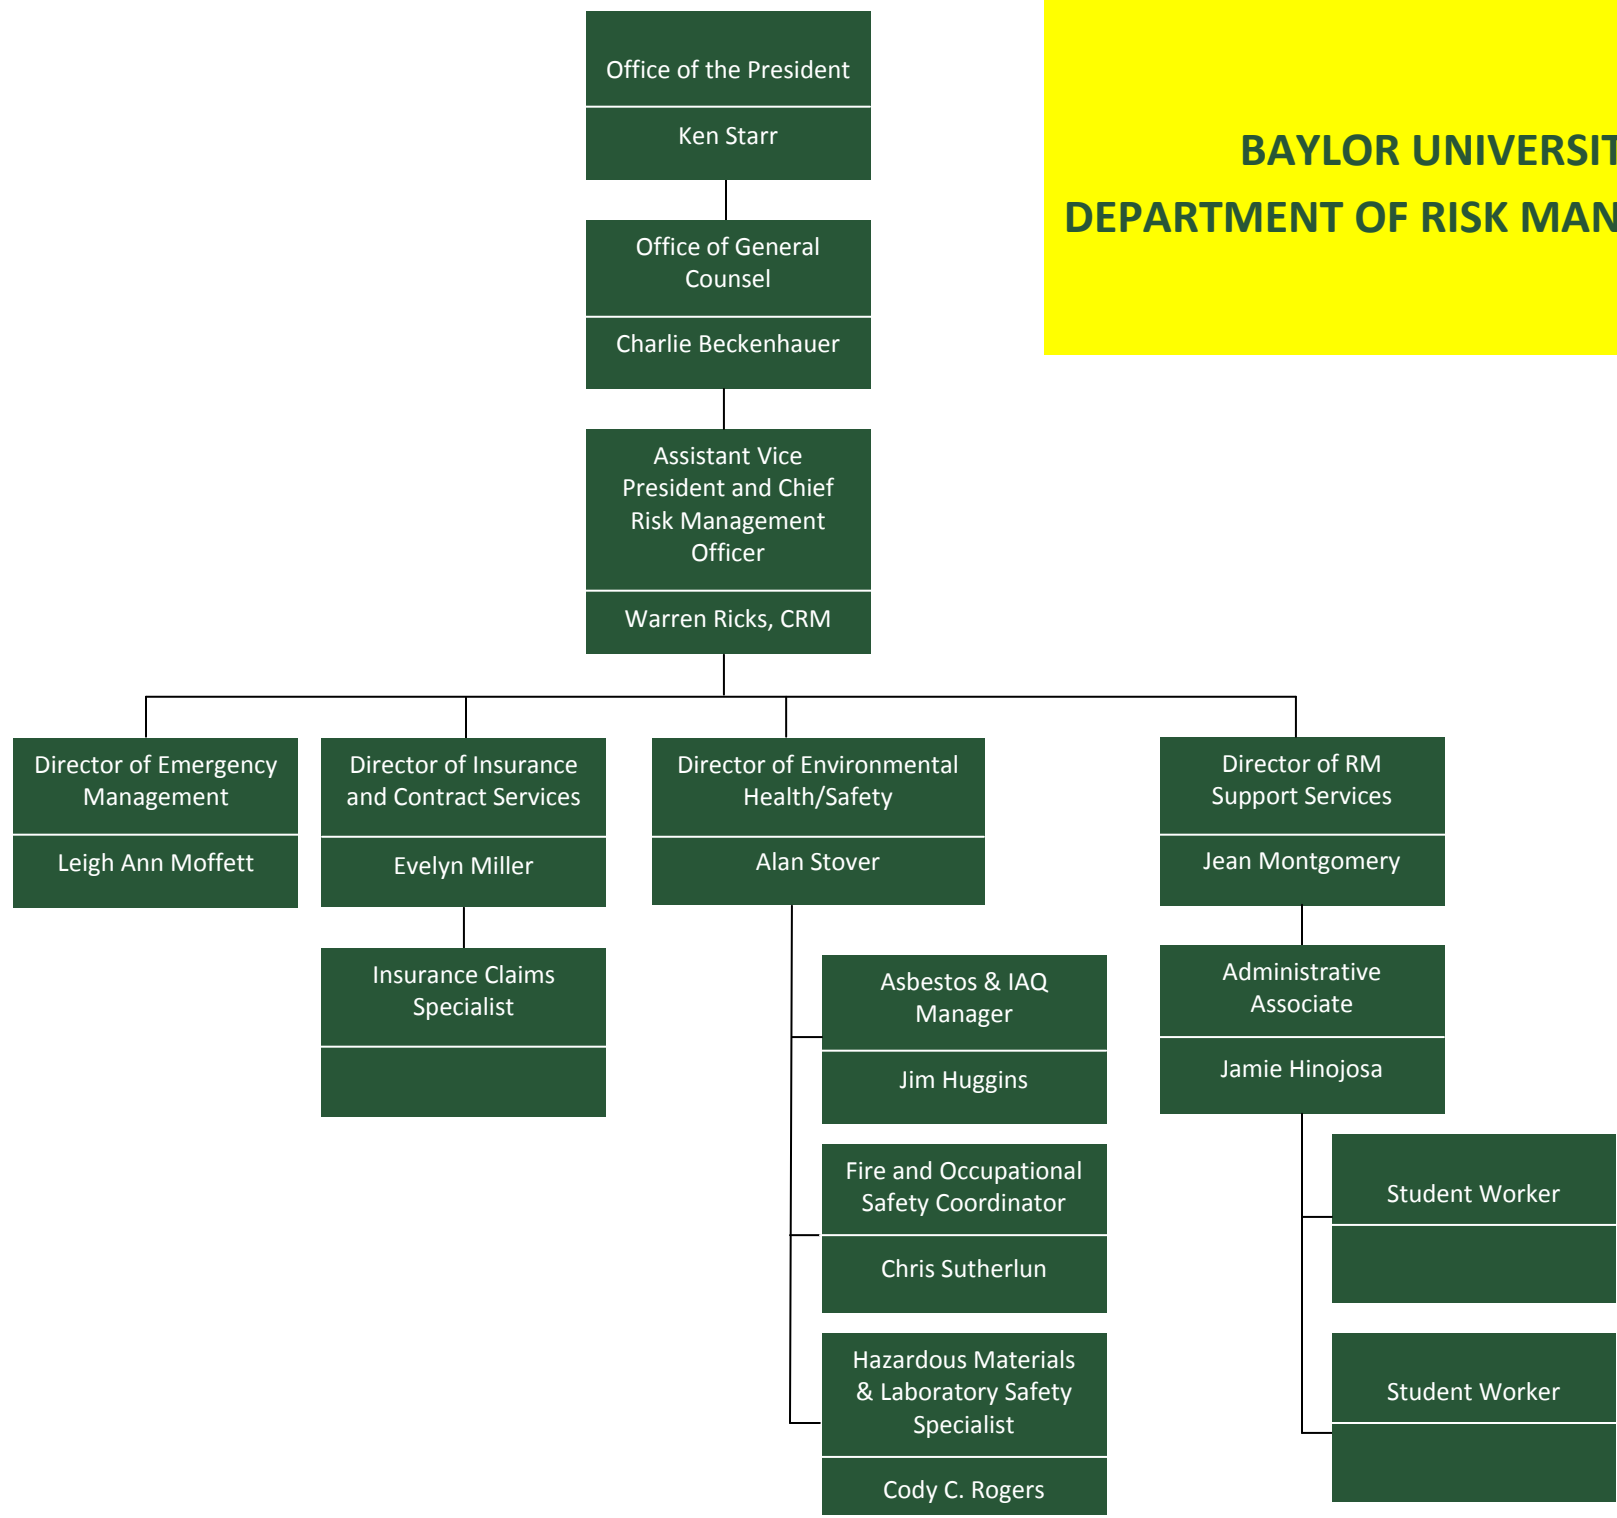 Office of the President
Ken Starr
BAYLOR UNIVERSIT
DEPARTMENT OF RISK MAN
Office of General
Counsel
Charlie Beckenhauer
Assistant Vice
President and Chief
Risk Management
Officer
Warren Ricks, CRM
Director of Emergency
Management
Leigh Ann Moffett
Director of Insurance
and Contract Services
Evelyn Miller
Insurance Claims
Specialist
Director of Environmental
Health/Safety
Alan Stover
Asbestos & IAQ
Manager
Jim Huggins
Fire and Occupational
Safety Coordinator
Chris Sutherlun
Hazardous Materials
& Laboratory Safety
Specialist
Cody C. Rogers
Director of RM
Support Services
Jean Montgomery
Administrative
Associate
Jamie Hinojosa
Student Worker
Student Worker